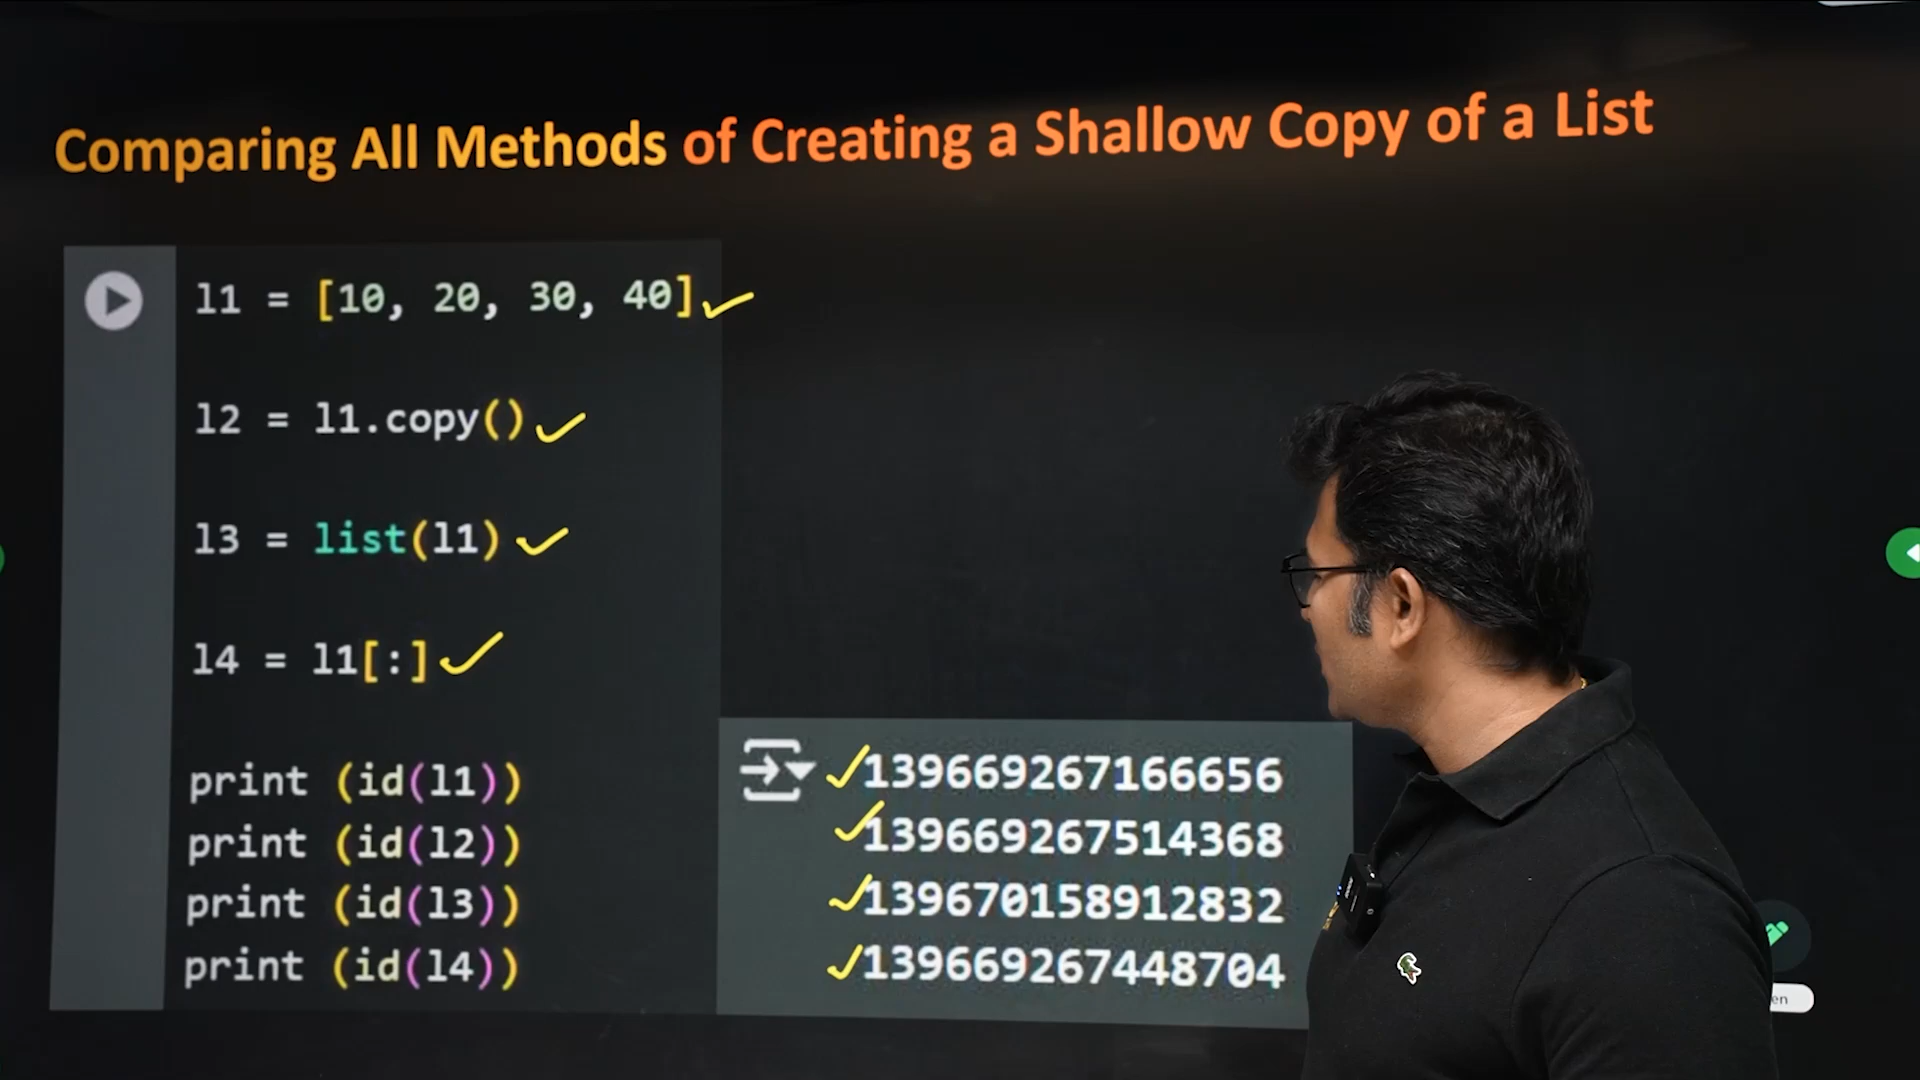 Comparing All Methods of Creating a Shallow Copy of a List
l1 = [10, 20, 30, 40]
l2 = l1.copy()
l3 = list(l1)
l4 = l1[:]
print (id(l1))
print (id(l2))
print (id(l3))
print (id(l4))
139669267166656
139669267514368
139670158912832
139669267448704
en